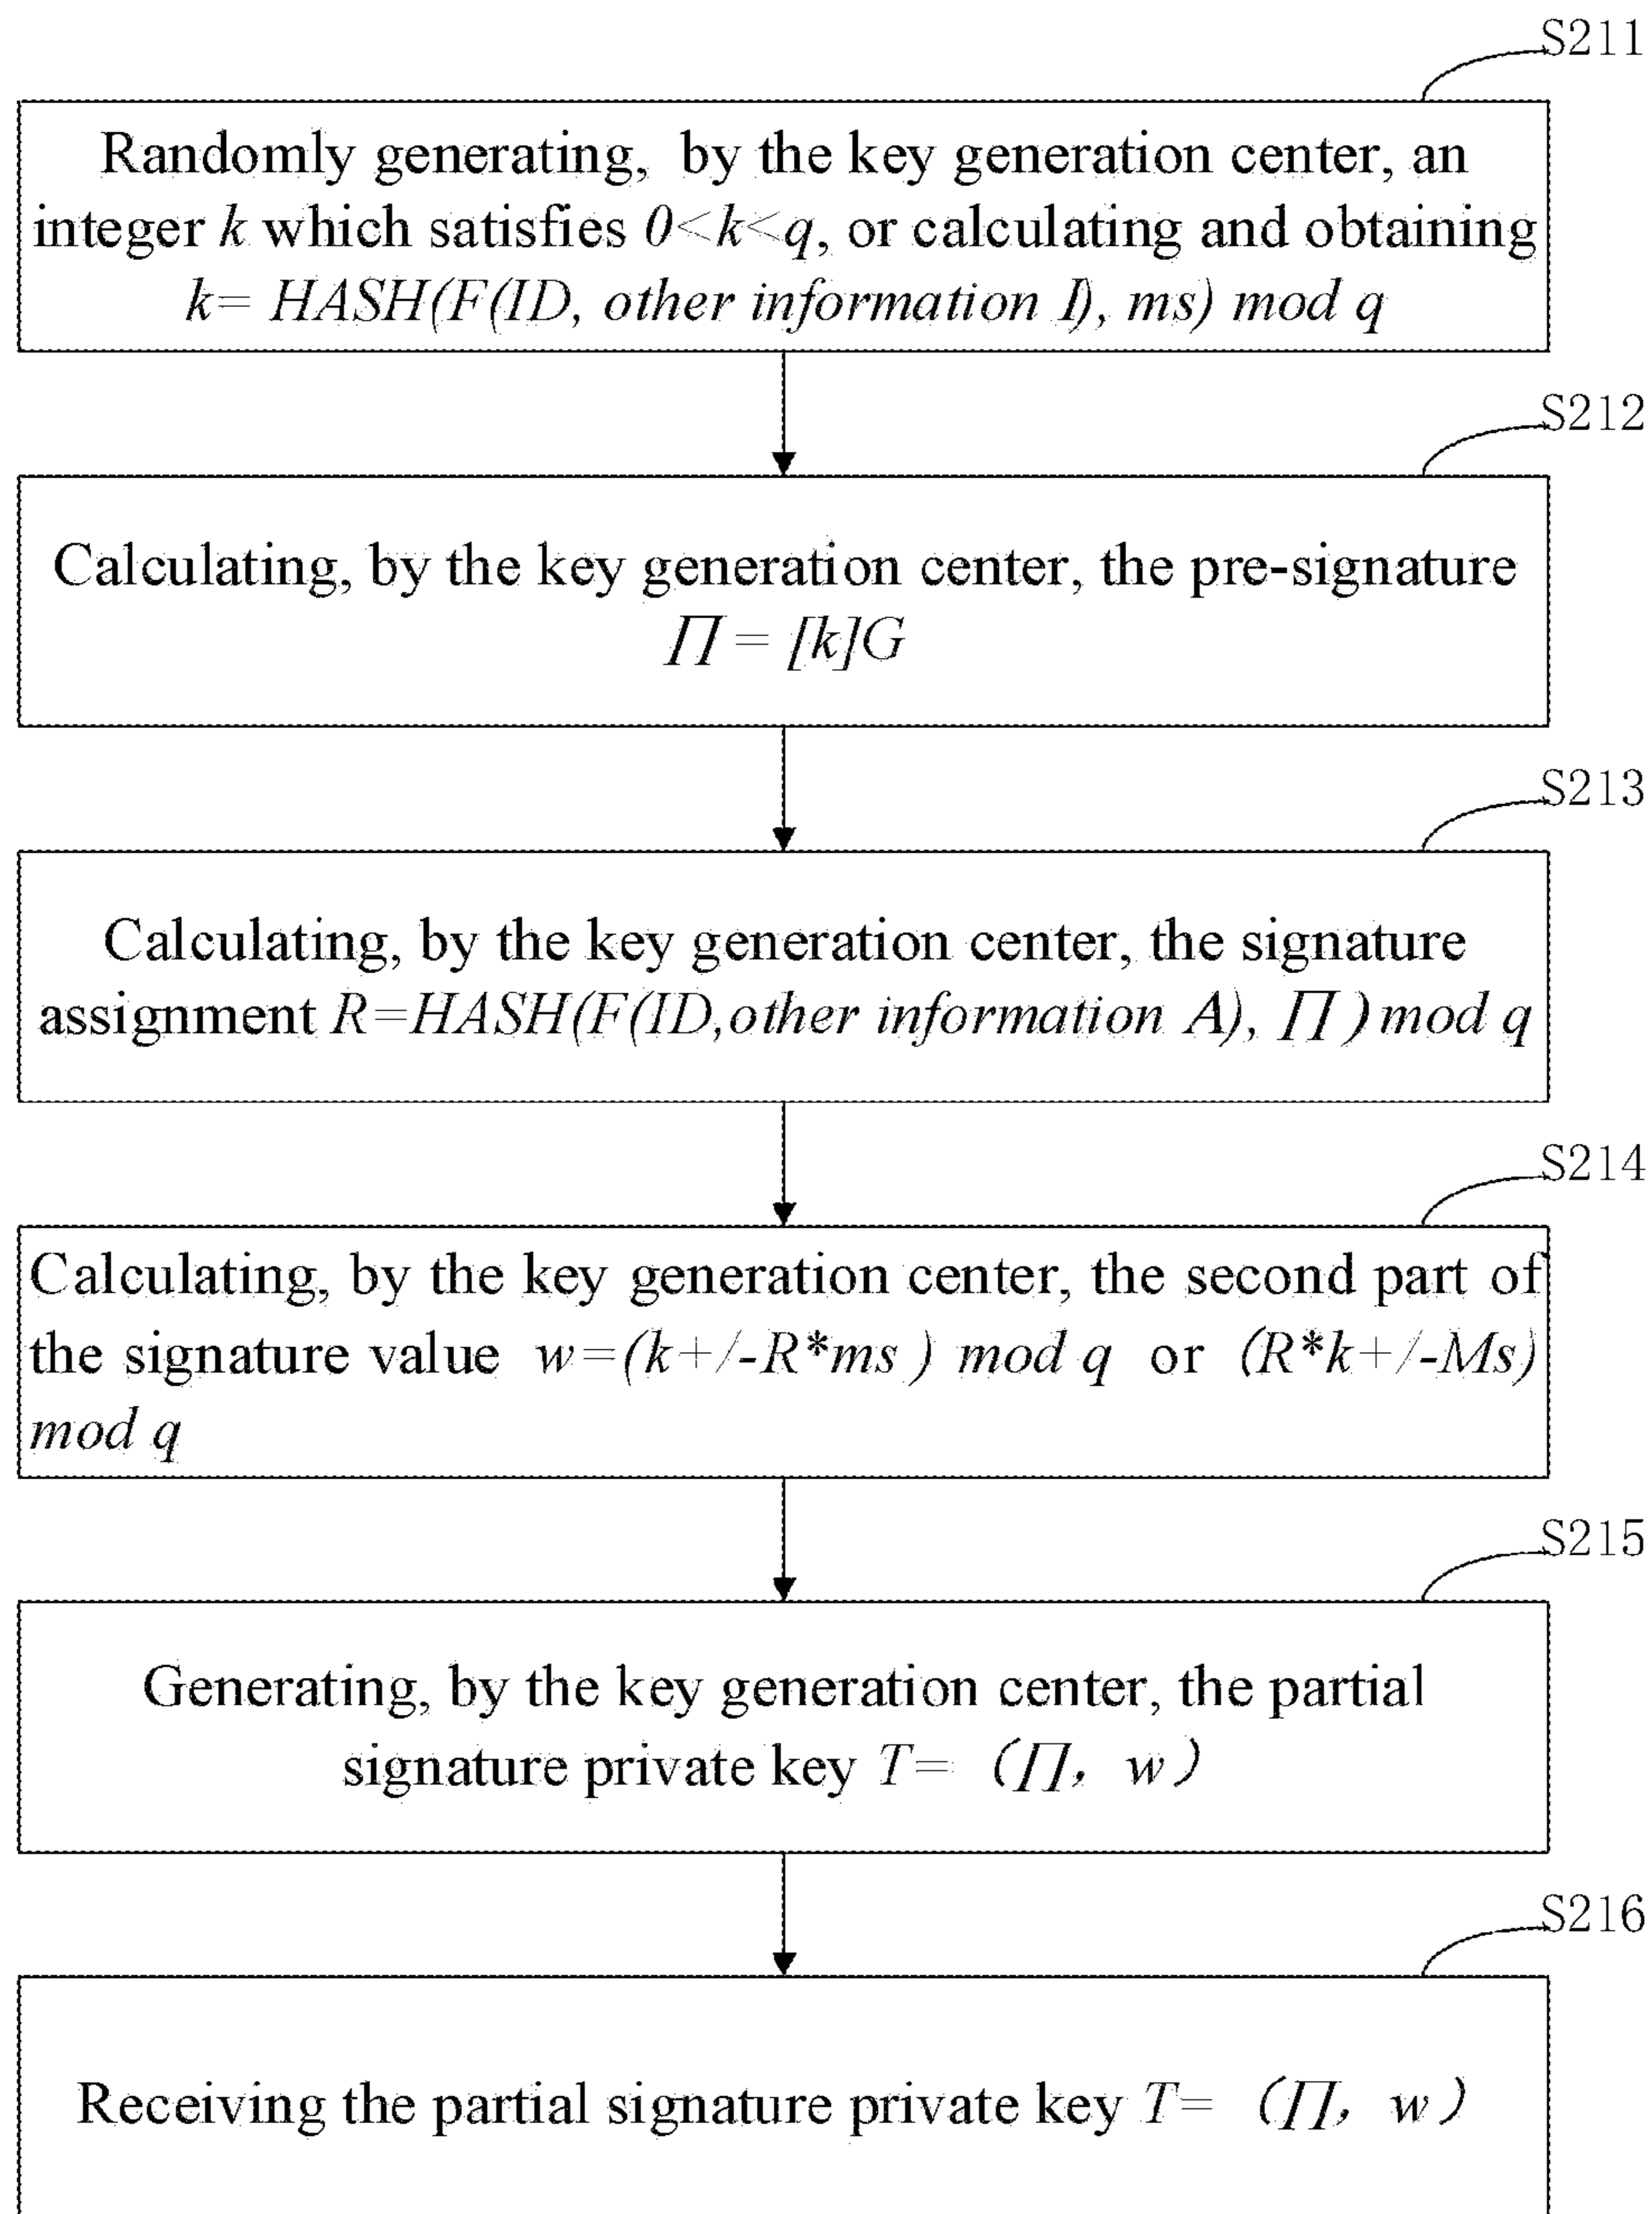 S211
Randomly generating, by the key generation center, an
integer k which satisfies 0<k<q, or calculating and obtaining
k= HASH(F(ID, other information I), ms) mod q
S212
Calculating, by the key generation center, the pre-signature
∏ = [k]G
S213
Calculating, by the key generation center, the signature
assignment R=HASH(F(ID,other information A), ∏ ) mod q
S214
Calculating, by the key generation center, the second part of
the signature value w=(k+/-R*ms ) mod q or (R*k+/-Ms)
mod q
S215
Generating, by the key generation center, the partial
signature private key T= (∏, w)
S216
Receiving the partial signature private key T= (∏, w)